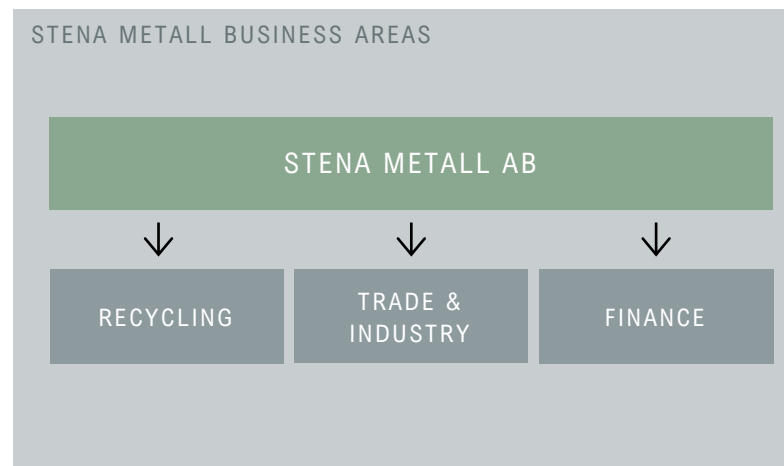 STENA METALL BUSINESS AREAS
STENA METALL AB
RECYCLING
TRADE &
INDUSTRY
FINANCE